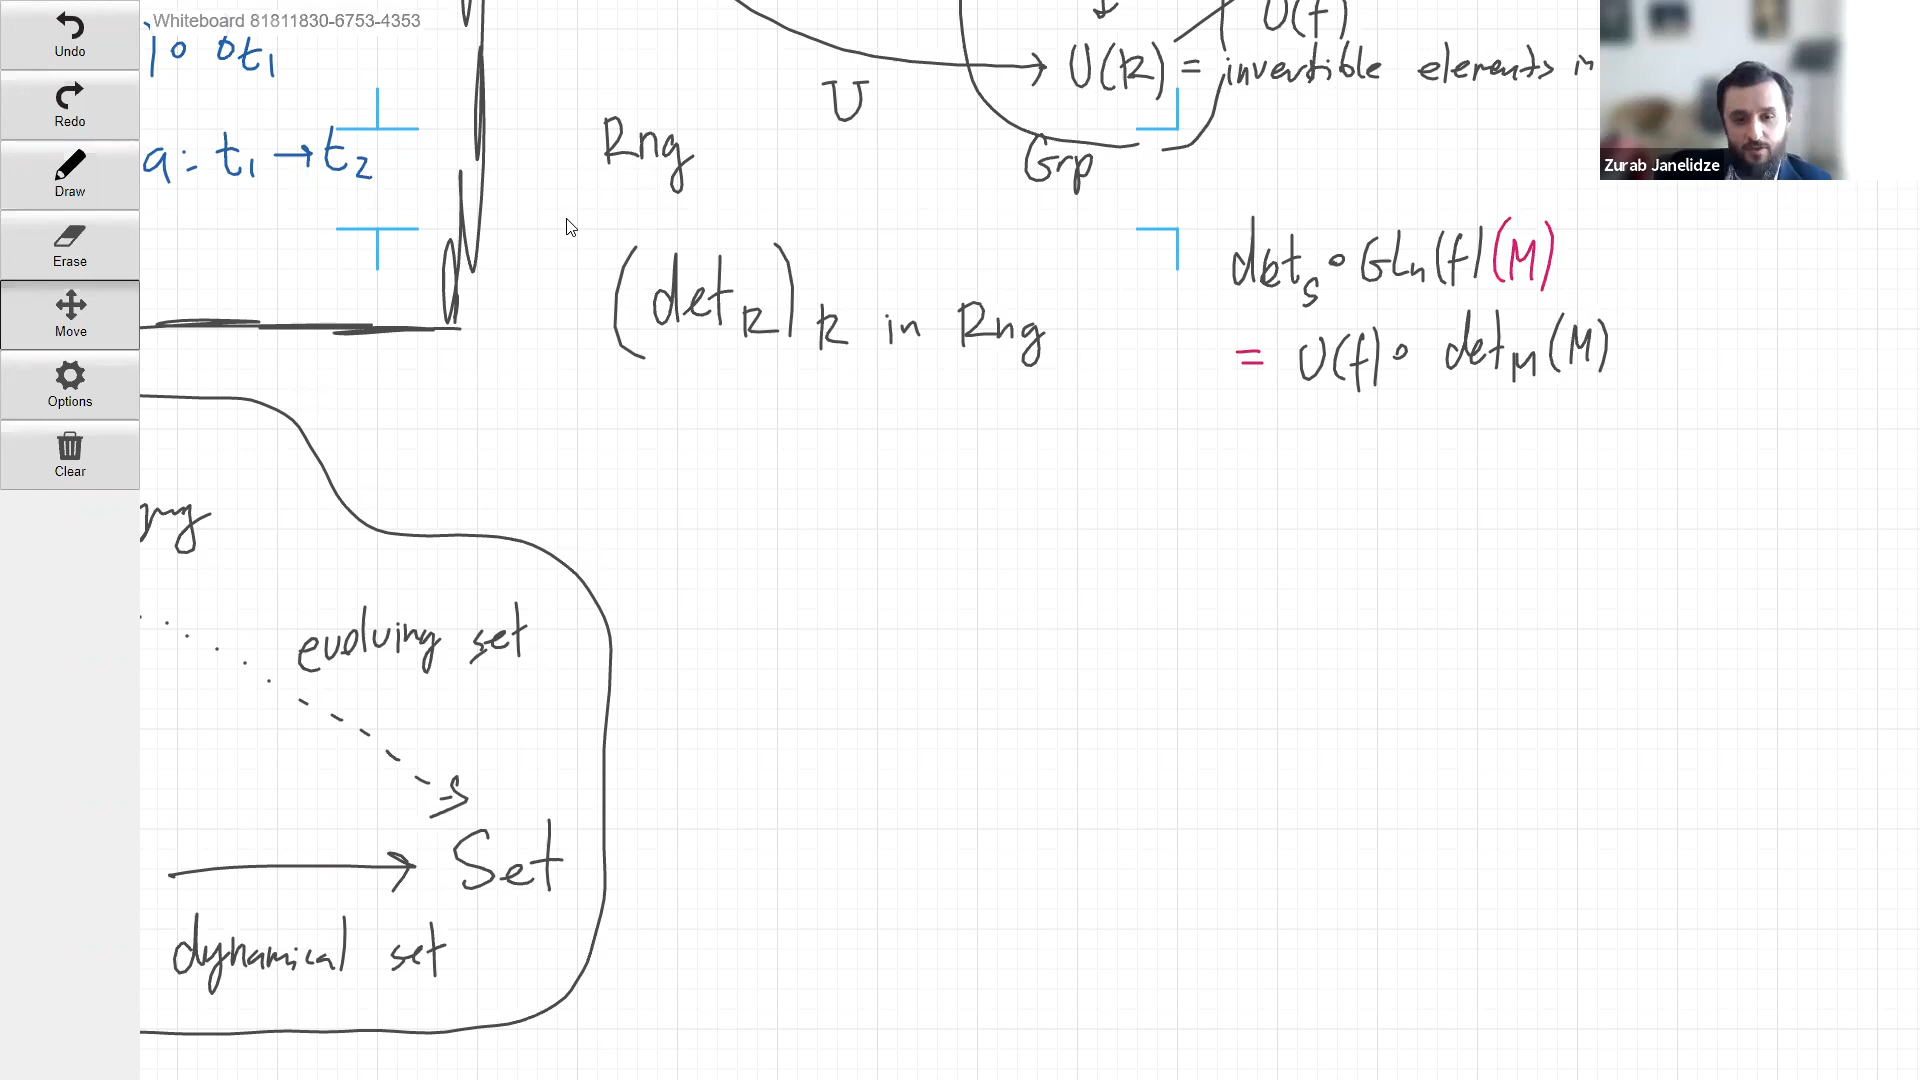 Whiteboard 81811830-6753-4353
Undo
Redo
Draw
Erase
Move
Options
Clear
Zurab Janelidze
t₁
a: t₁ → t₂
U(f)
U(R) = invertible elements in
U
Rng
Grp
(det_R)_R in Rng
det_S ∘ GLn(f)(M)
= U(f) ∘ det_M(M)
evolving set
Set
dynamical set